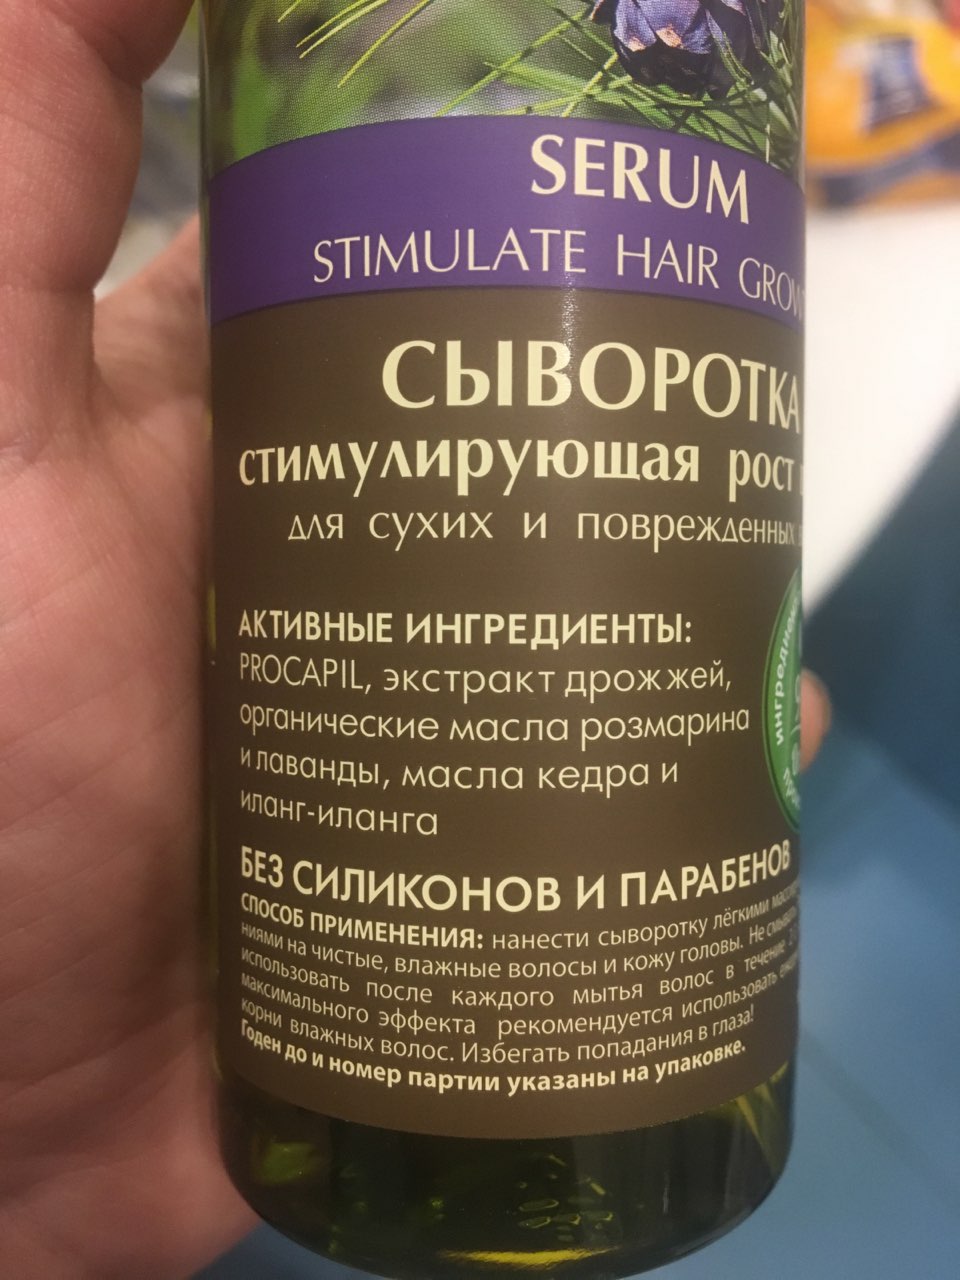 SERUM
STIMULATE HAIR
СЫВОРОТКА
стимулирующая рост
для сухих и поврежденных
АКТИВНЫЕ ИНГРЕДИЕНТЫ:
PROCAPIL, экстракт дрожжей,
органические масла розмарина
и лаванды, масла кедра и
иланг-иланга
БЕЗ СИЛИКОНОВ И ПАРАБЕНОВ
СПОСОБ ПРИМЕНЕНИЯ: нанести сыворотку лёгкими
ниями на чистые, влажные волосы и кожу головы. Не
использовать после каждого мытья волос в течение
максимального эффекта рекомендуется использовать
корни влажных волос. Избегать попадания в глаза!
Годен до и номер партии указаны на упаковке.